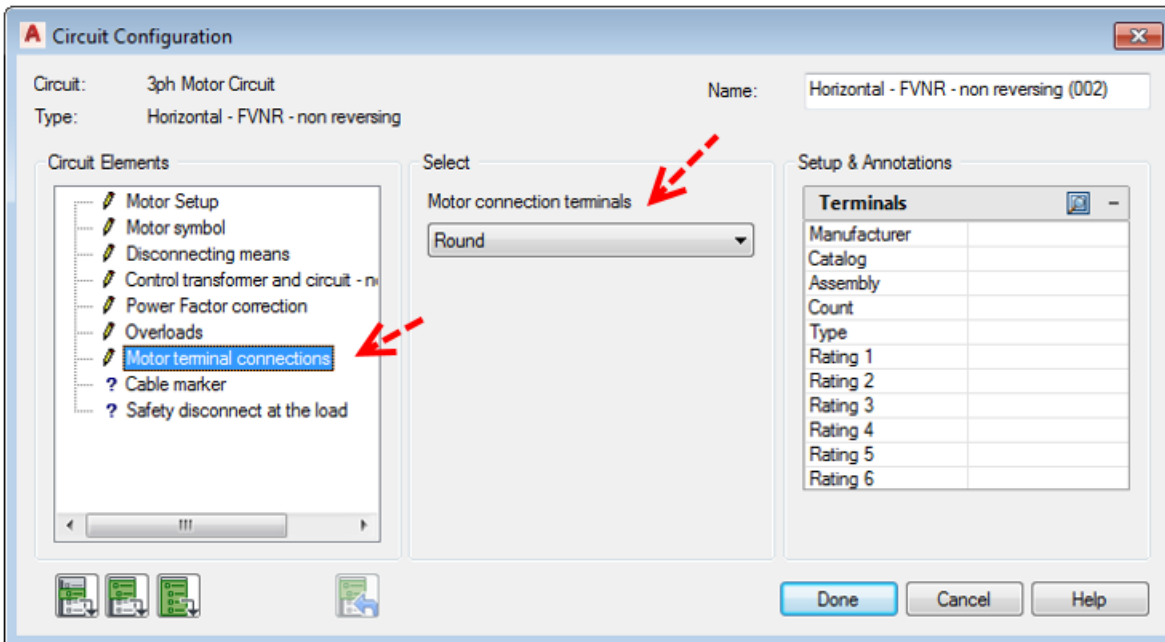 Circuit Configuration
Circuit: 3ph Motor Circuit
Name: Horizontal - FVNR - non reversing (002)
Type: Horizontal - FVNR - non reversing
Circuit Elements
Motor Setup
Motor symbol
Disconnecting means
Control transformer and circuit - n
Power Factor correction
Overloads
Motor terminal connections
? Cable marker
? Safety disconnect at the load
Select
Motor connection terminals
Round
Setup & Annotations
Terminals
Manufacturer
Catalog
Assembly
Count
Type
Rating 1
Rating 2
Rating 3
Rating 4
Rating 5
Rating 6
Done Cancel Help